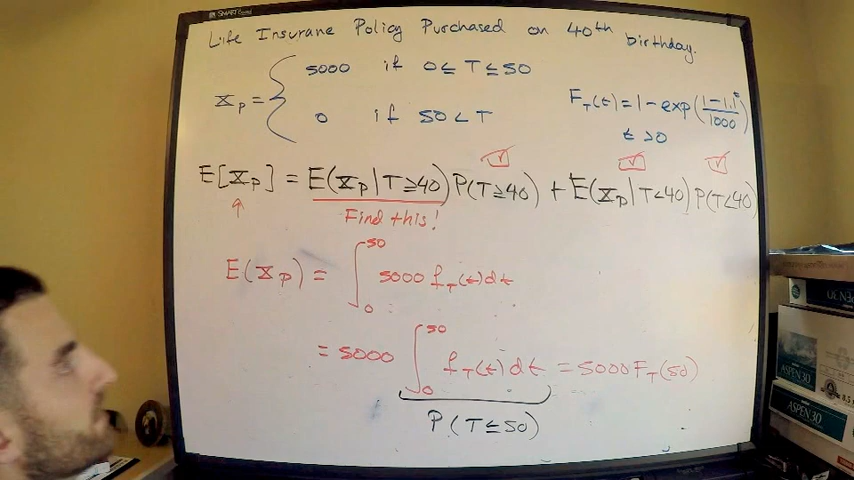 SMART Board
Life Insurane Policy Purchased on 40th birthday.
X_p = { 5000 if 0 ≤ T ≤ 50
0 if 50 < T
F_T(t) = 1 - exp(1-1.1^t / 1000)
t > 0
E[X_p] = E(X_p | T ≥ 40) P(T ≥ 40) + E(X_p | T < 40) P(T < 40)
Find this!
E(X_p) = ∫_0^50 5000 f_T(t) dt
= 5000 ∫_0^50 f_T(t) dt = 5000 F_T(50)
P(T ≤ 50)
ASPEN 30
ASPEN 30